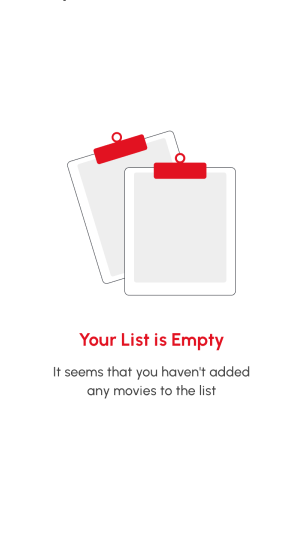 Your List is Empty
It seems that you haven't added
any movies to the list